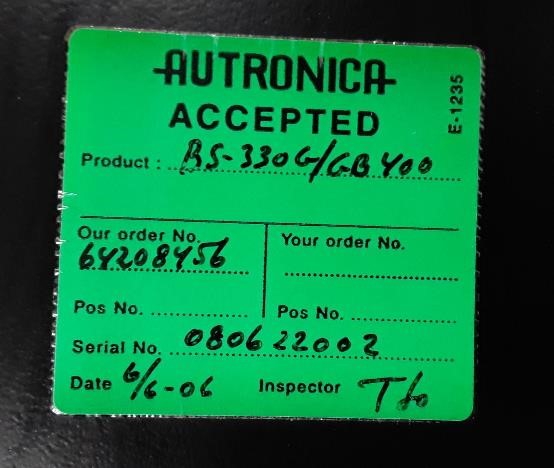 AUTRONICA
ACCEPTED
E-1235
Product : BS-330G/GB400
Our order No. Your order No.
64208456
Pos No. Pos No.
Serial No. 080622002
Date 6/6-06 Inspector